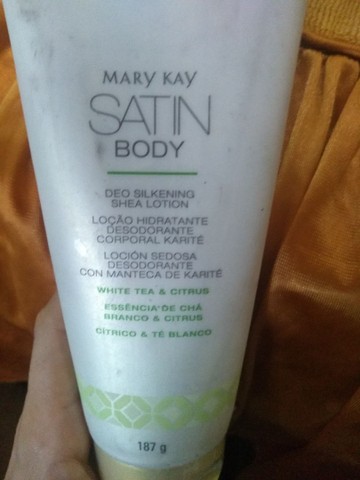 MARY KAY
SATIN
BODY
DEO SILKENING
SHEA LOTION
LOÇÃO HIDRATANTE
DESODORANTE
CORPORAL KARITÉ
LOCIÓN SEDOSA
DESODORANTE
CON MANTECA DE KARITÉ
WHITE TEA & CITRUS
ESSÊNCIA DE CHÁ
BRANCO & CITRUS
CÍTRICO & TÉ BLANCO
187 g